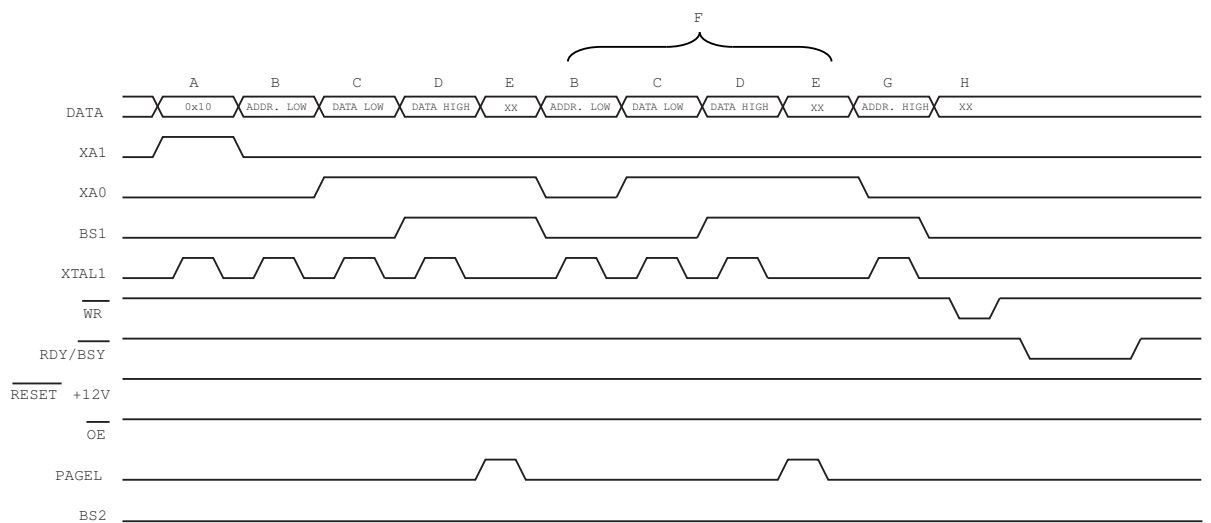 F
A B C D E B C D E G H
DATA 0x10 ADDR. LOW DATA LOW DATA HIGH XX ADDR. LOW DATA LOW DATA HIGH XX ADDR. HIGH XX
XA1
XA0
BS1
XTAL1
WR
RDY/BSY
RESET +12V
OE
PAGEL
BS2